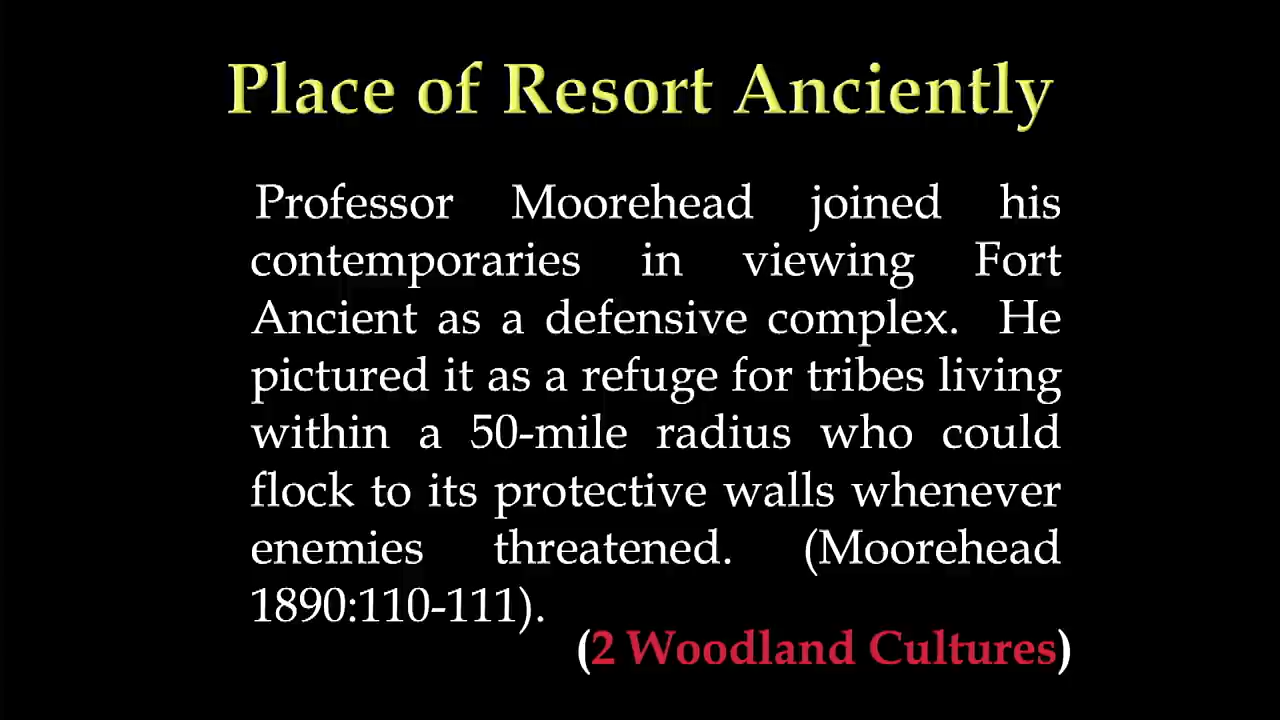 Place of Resort Anciently
Professor Moorehead joined his
contemporaries in viewing Fort
Ancient as a defensive complex. He
pictured it as a refuge for tribes living
within a 50-mile radius who could
flock to its protective walls whenever
enemies threatened. (Moorehead
1890:110-111).
(2 Woodland Cultures)